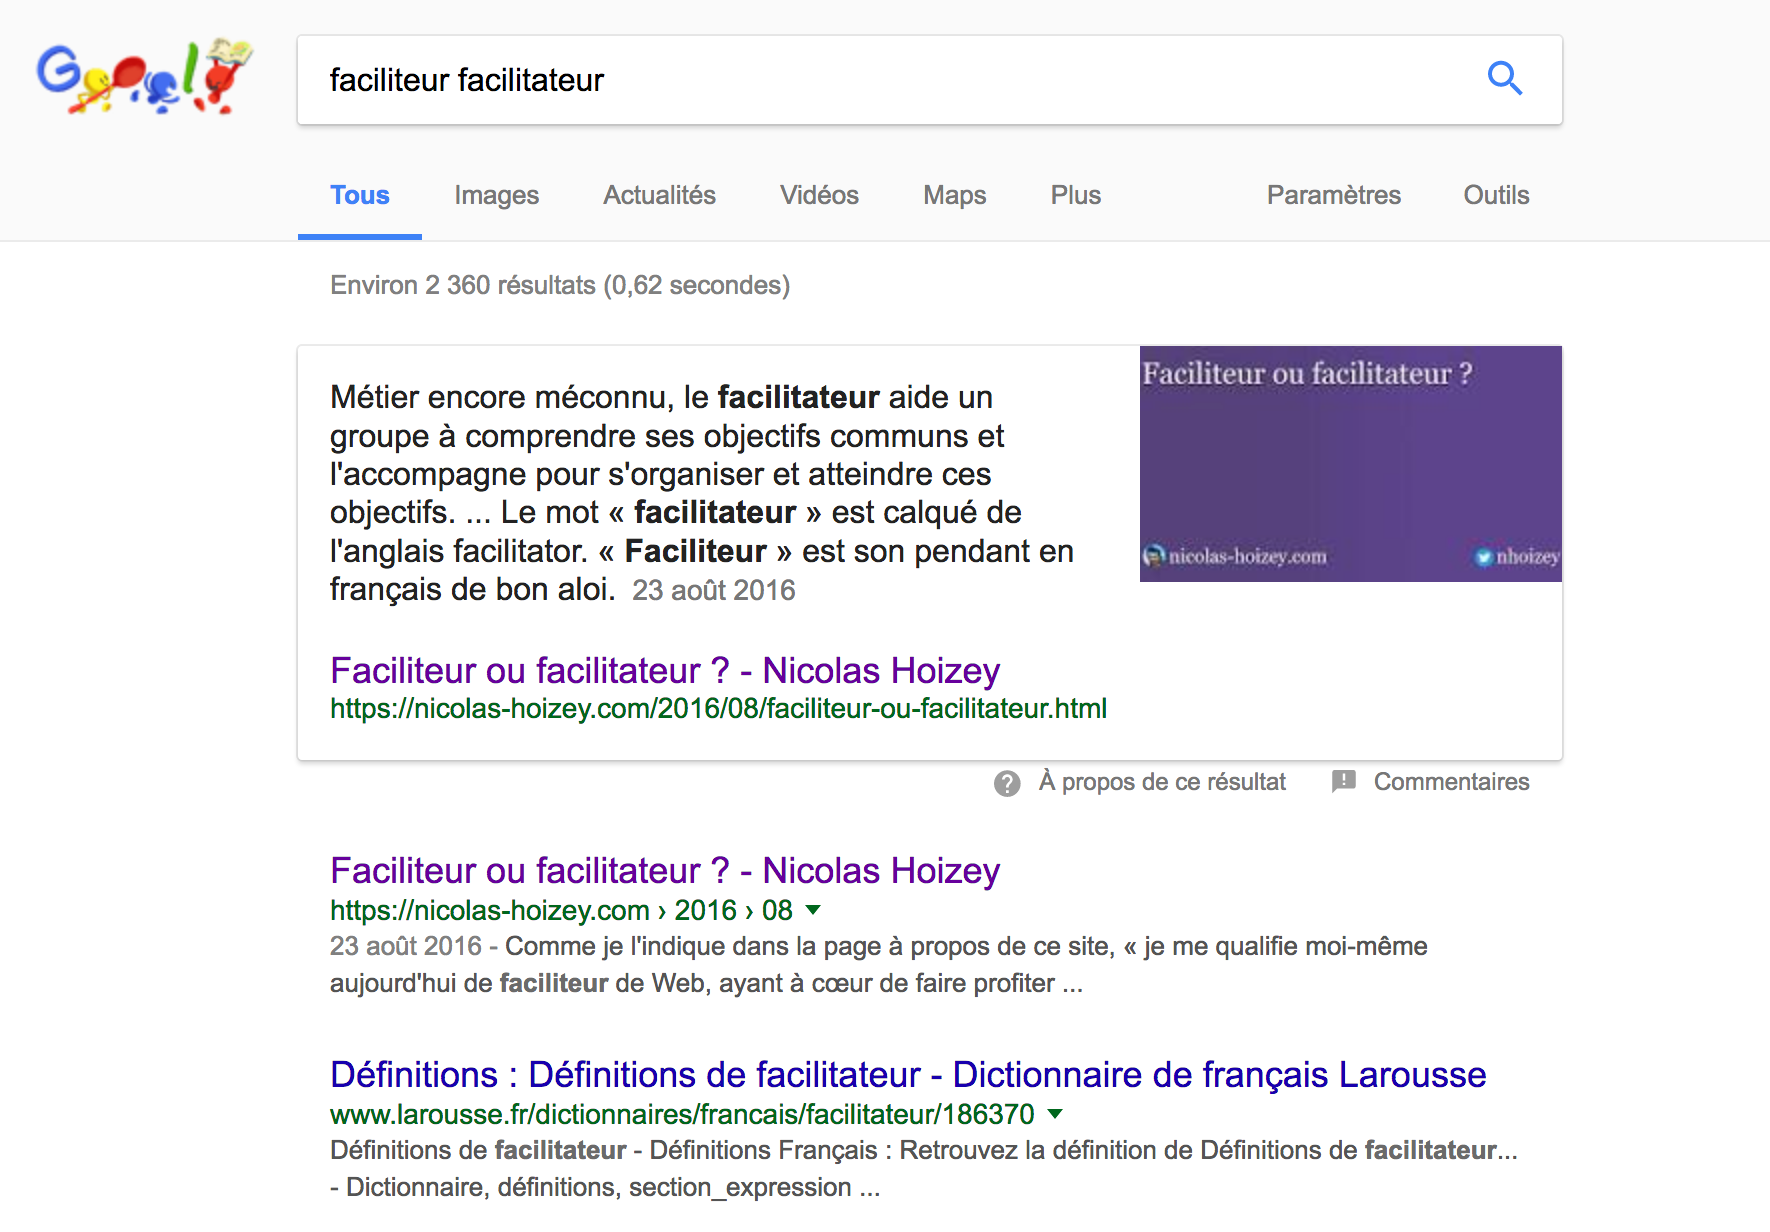 Google
faciliteur facilitateur
Tous Images Actualités Vidéos Maps Plus Paramètres Outils
Environ 2 360 résultats (0,62 secondes)
Métier encore méconnu, le facilitateur aide un
groupe à comprendre ses objectifs communs et
l'accompagne pour s'organiser et atteindre ces
objectifs. ... Le mot « facilitateur » est calqué de
l'anglais facilitator. « Faciliteur » est son pendant en
français de bon aloi. 23 août 2016
Faciliteur ou facilitateur ?
nicolas-hoizey.com nhoizey
Faciliteur ou facilitateur ? - Nicolas Hoizey
https://nicolas-hoizey.com/2016/08/faciliteur-ou-facilitateur.html
À propos de ce résultat Commentaires
Faciliteur ou facilitateur ? - Nicolas Hoizey
https://nicolas-hoizey.com › 2016 › 08
23 août 2016 - Comme je l'indique dans la page à propos de ce site, « je me qualifie moi-même
aujourd'hui de faciliteur de Web, ayant à cœur de faire profiter ...
Définitions : Définitions de facilitateur - Dictionnaire de français Larousse
www.larousse.fr/dictionnaires/francais/facilitateur/186370
Définitions de facilitateur - Définitions Français : Retrouvez la définition de Définitions de facilitateur...
- Dictionnaire, définitions, section_expression ...